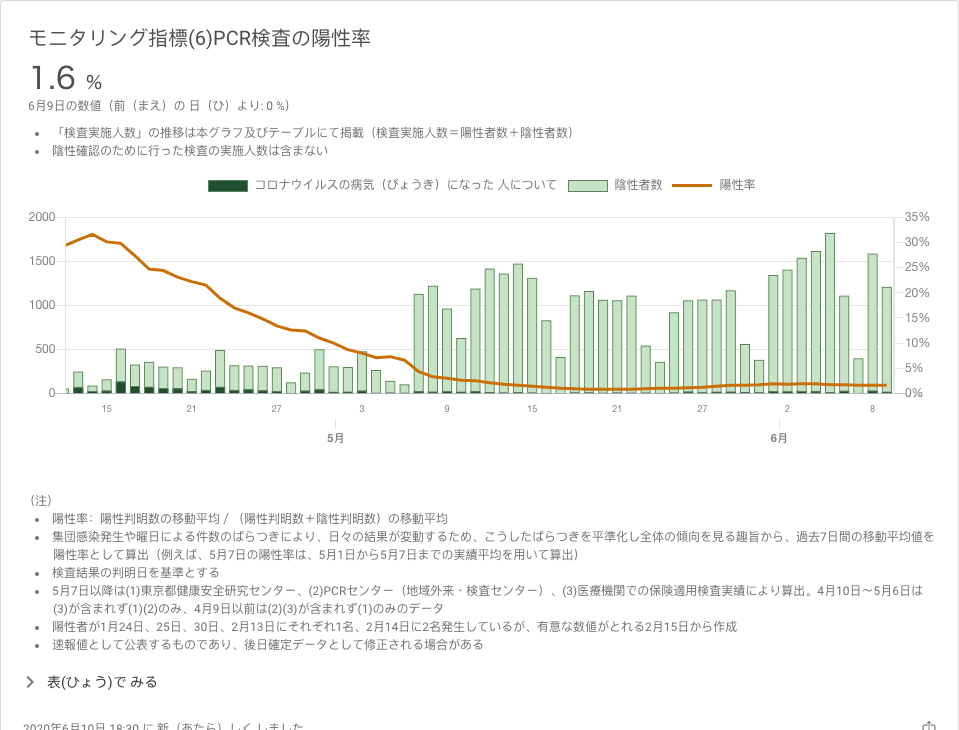 モニタリング指標(6)PCR検査の陽性率
1.6 %
6月9日の数値（前（まえ）の 日（ひ）より: 0 %）
• 「検査実施人数」の推移は本グラフ及びテーブルにて掲載（検査実施人数＝陽性者数＋陰性者数）
• 陰性確認のために行った検査の実施人数は含まない
コロナウイルスの病気（びょうき）になった 人について 陰性者数 陽性率
2000 35%
30%
1500 25%
20%
1000 15%
10%
500 5%
0 0%
15 21 27 3 9 15 21 27 2 8
5月 6月
（注）
• 陽性率：陽性判明数の移動平均 / （陽性判明数＋陰性判明数）の移動平均
• 集団感染発生や曜日による件数のばらつきにより、日々の結果が変動するため、こうしたばらつきを平準化し全体の傾向を見る趣旨から、過去7日間の移動平均値を
陽性率として算出（例えば、5月7日の陽性率は、5月1日から5月7日までの実績平均を用いて算出）
• 検査結果の判明日を基準とする
• 5月7日以降は(1)東京都健康安全研究センター、(2)PCRセンター（地域外来・検査センター）、(3)医療機関での保険適用検査実績により算出。4月10日～5月6日は
(3)が含まれず(1)(2)のみ、4月9日以前は(2)(3)が含まれず(1)のみのデータ
• 陽性者が1月24日、25日、30日、2月13日にそれぞれ1名、2月14日に2名発生しているが、有意な数値がとれる2月15日から作成
• 速報値として公表するものであり、後日確定データとして修正される場合がある
表(ひょう)で みる
2020年6月10日 18:30 に 新（あたら）しく しました